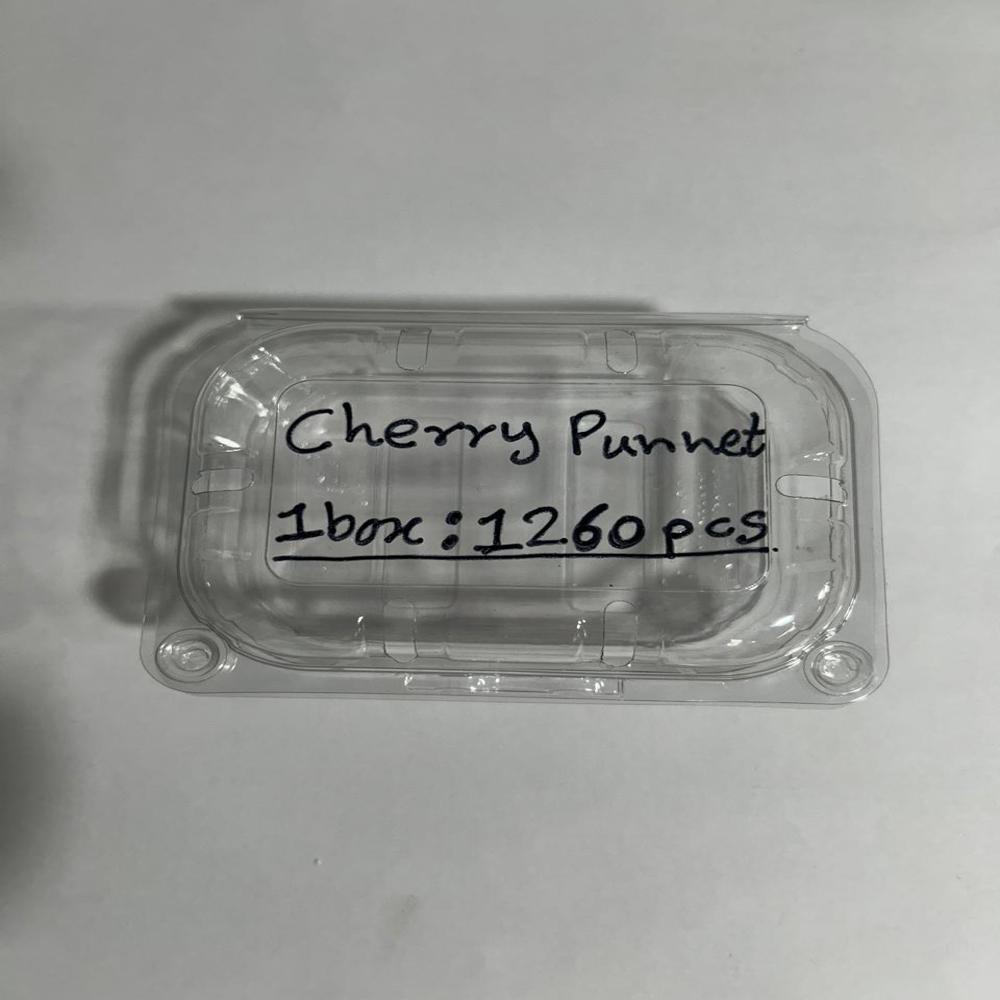 Cherry Punnet
1box : 1260 pcs.